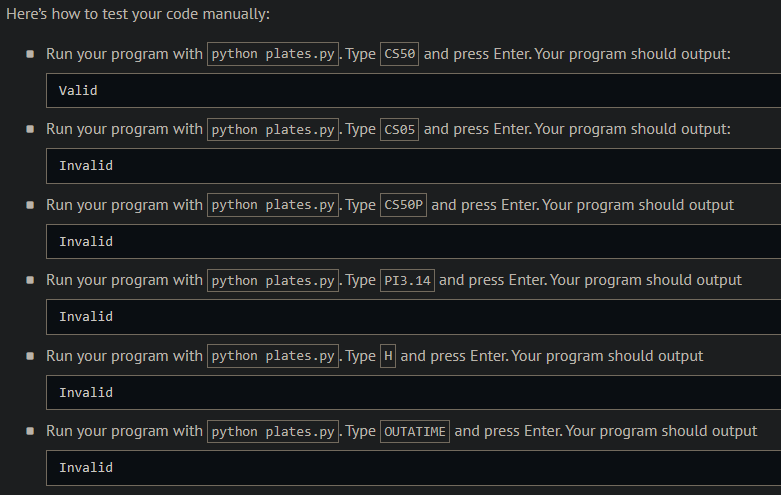 Here’s how to test your code manually:
Run your program with python plates.py. Type CS50 and press Enter. Your program should output:
Valid
Run your program with python plates.py. Type CS05 and press Enter. Your program should output:
Invalid
Run your program with python plates.py. Type CS50P and press Enter. Your program should output
Invalid
Run your program with python plates.py. Type PI3.14 and press Enter. Your program should output
Invalid
Run your program with python plates.py. Type H and press Enter. Your program should output
Invalid
Run your program with python plates.py. Type OUTATIME and press Enter. Your program should output
Invalid